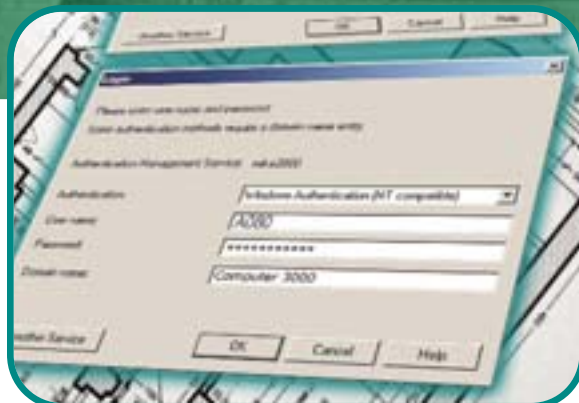 Another Service OK Cancel Help
Login
Please enter user name and password
Some authentication methods require a domain name entry
Authentication Management Service:
Authentication: Windows Authentication (NT compatible)
User name: A080
Password: ***********
Domain name: Computer 3000
Another Service OK Cancel Help